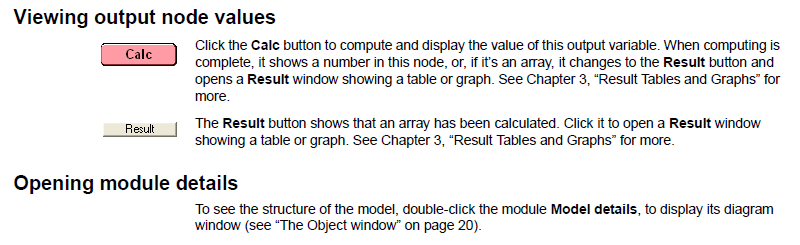 Viewing output node values
Calc
Click the Calc button to compute and display the value of this output variable. When computing is
complete, it shows a number in this node, or, if it's an array, it changes to the Result button and
opens a Result window showing a table or graph. See Chapter 3, “Result Tables and Graphs” for
more.
Result
The Result button shows that an array has been calculated. Click it to open a Result window
showing a table or graph. See Chapter 3, “Result Tables and Graphs” for more.
Opening module details
To see the structure of the model, double-click the module Model details, to display its diagram
window (see “The Object window” on page 20).